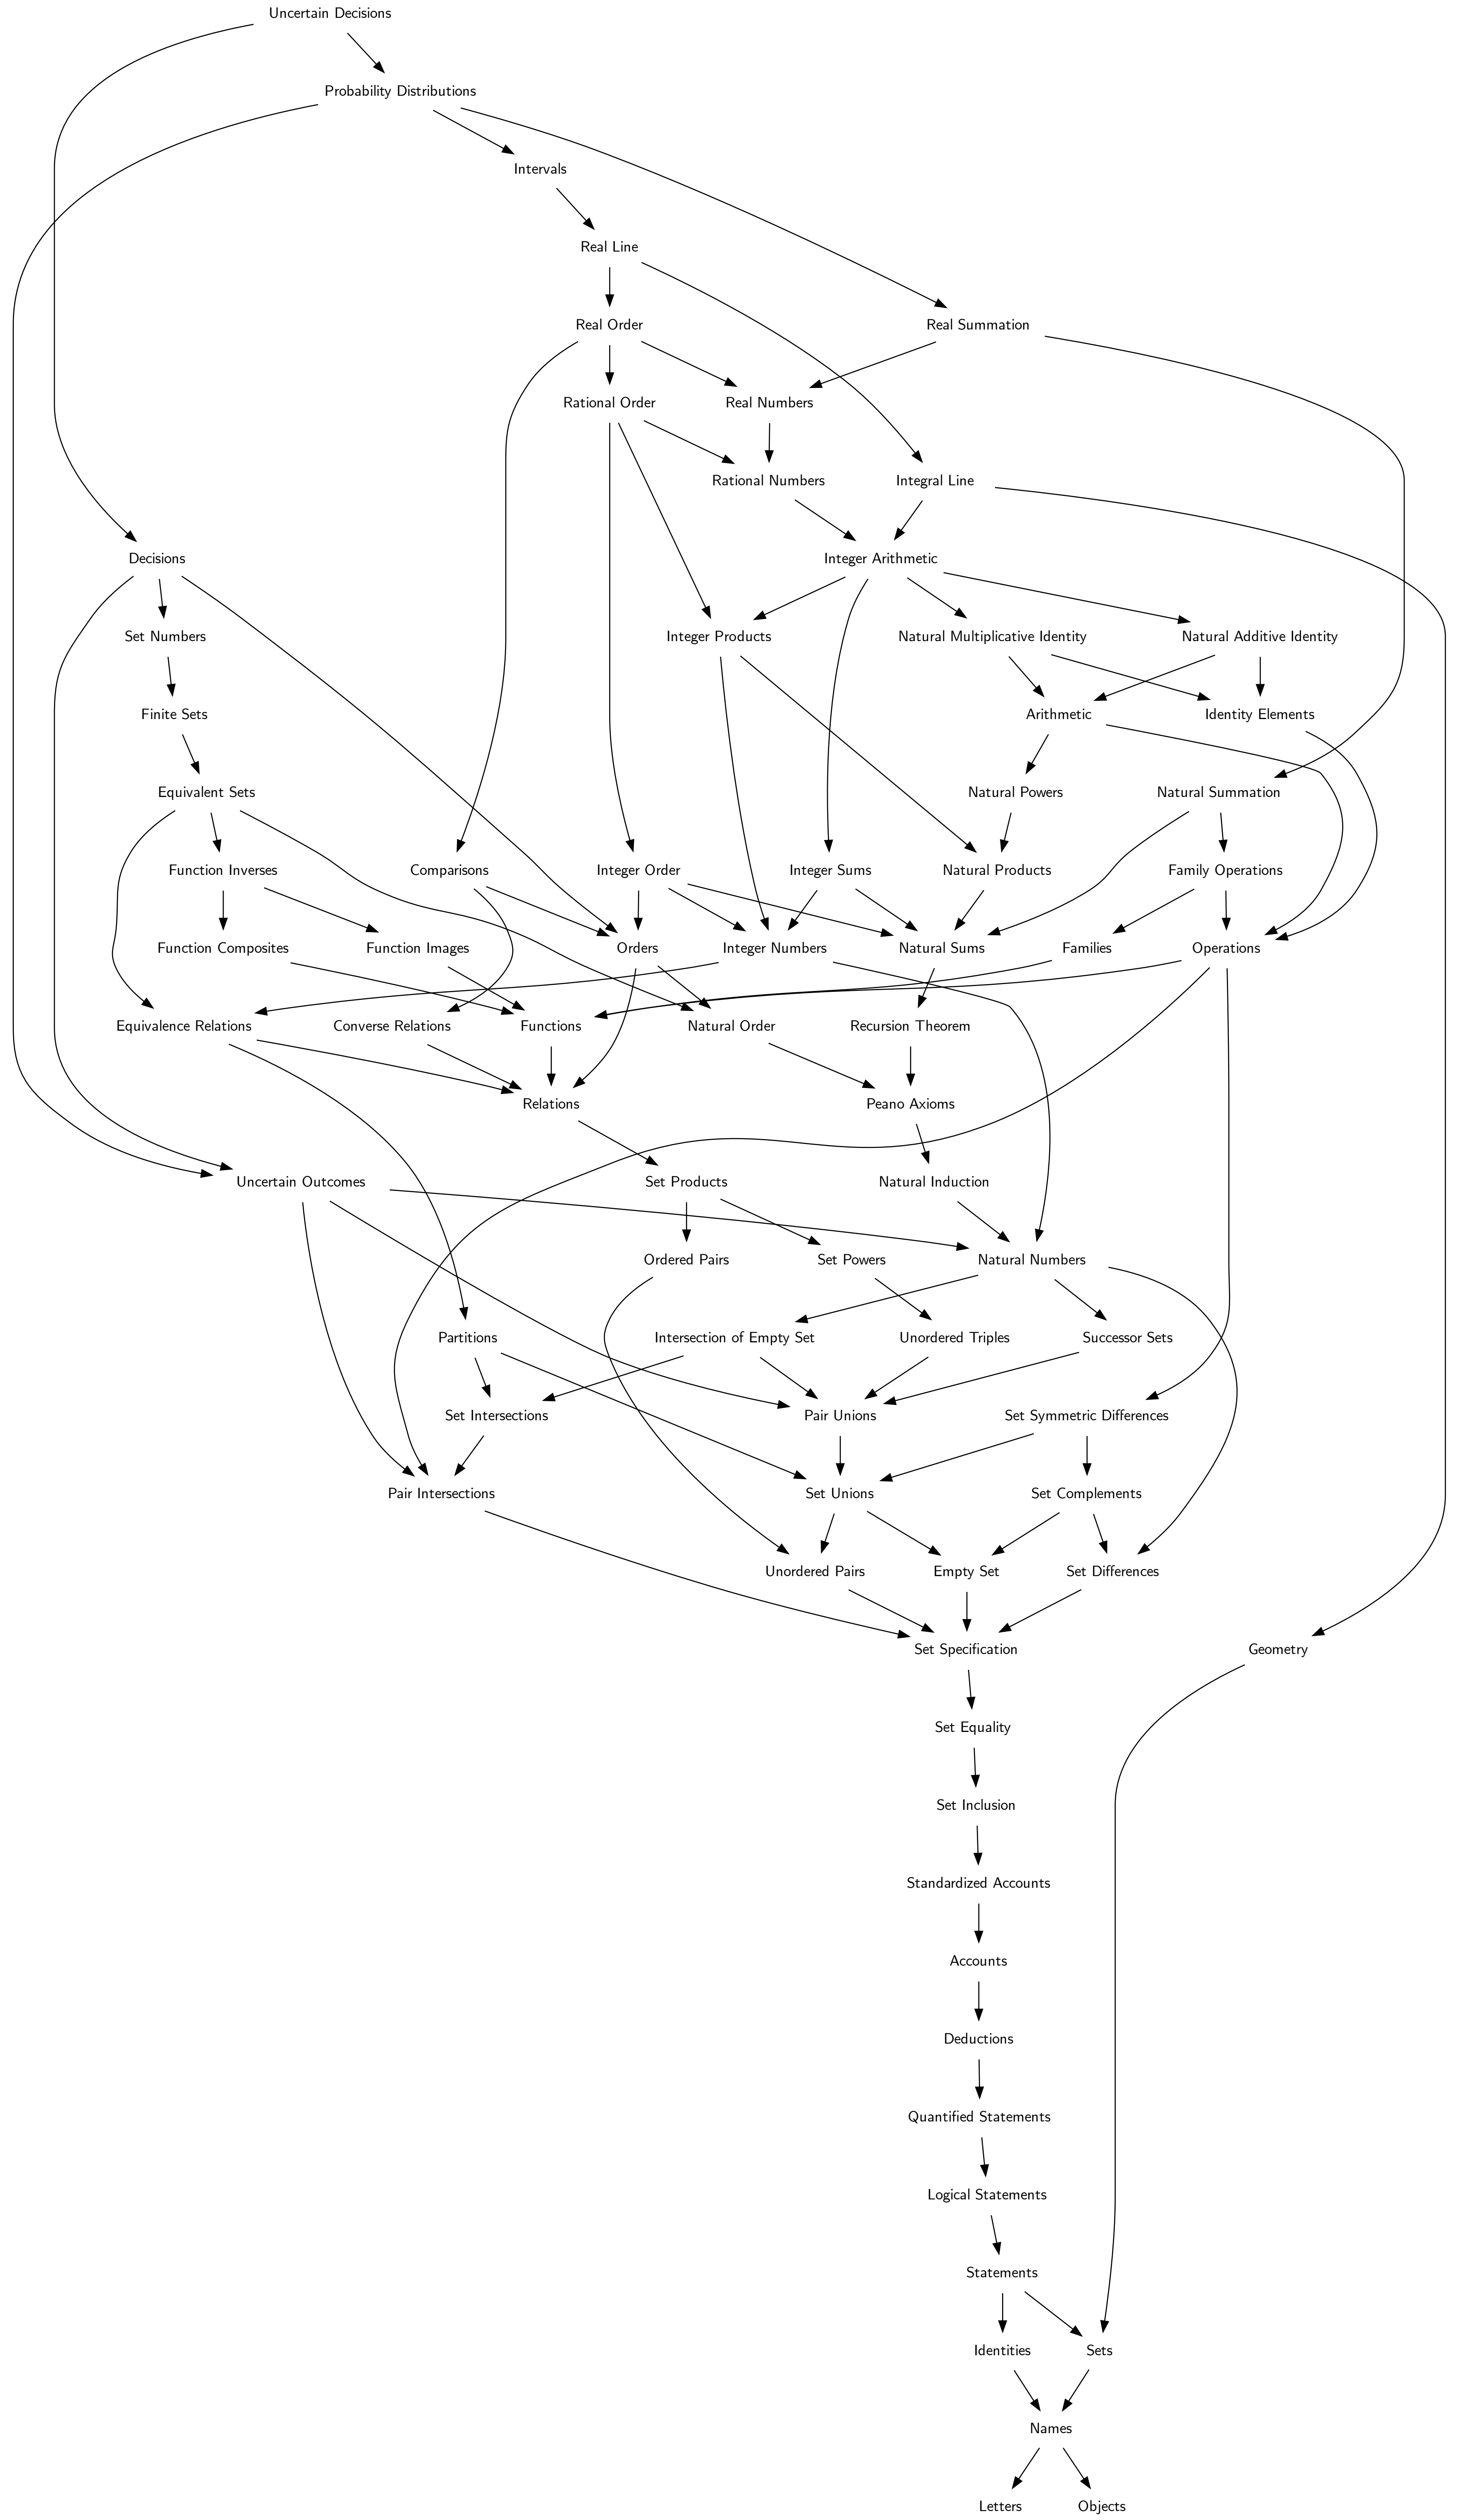 Uncertain Decisions
Probability Distributions
Intervals
Real Line
Real Order
Real Summation
Rational Order
Real Numbers
Rational Numbers
Integral Line
Decisions
Integer Arithmetic
Set Numbers
Integer Products
Natural Multiplicative Identity
Natural Additive Identity
Finite Sets
Arithmetic
Identity Elements
Equivalent Sets
Natural Powers
Natural Summation
Function Inverses
Comparisons
Integer Order
Integer Sums
Natural Products
Family Operations
Function Composites
Function Images
Orders
Integer Numbers
Natural Sums
Families
Operations
Equivalence Relations
Converse Relations
Functions
Natural Order
Recursion Theorem
Relations
Peano Axioms
Uncertain Outcomes
Set Products
Natural Induction
Ordered Pairs
Set Powers
Natural Numbers
Partitions
Intersection of Empty Set
Unordered Triples
Successor Sets
Set Intersections
Pair Unions
Set Symmetric Differences
Pair Intersections
Set Unions
Set Complements
Unordered Pairs
Empty Set
Set Differences
Set Specification
Geometry
Set Equality
Set Inclusion
Standardized Accounts
Accounts
Deductions
Quantified Statements
Logical Statements
Statements
Identities
Sets
Names
Letters
Objects